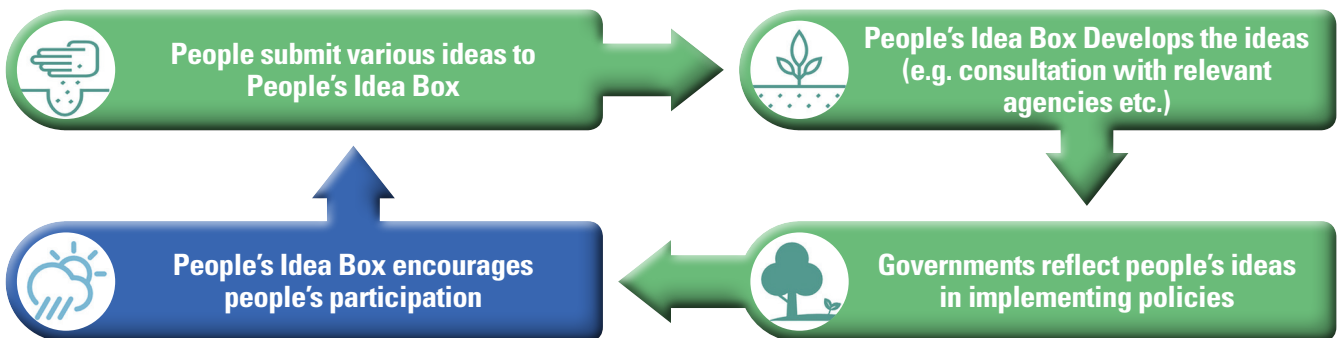 People submit various ideas to
People's Idea Box
People's Idea Box Develops the ideas
(e.g. consultation with relevant
agencies etc.)
People's Idea Box encourages
people's participation
Governments reflect people's ideas
in implementing policies